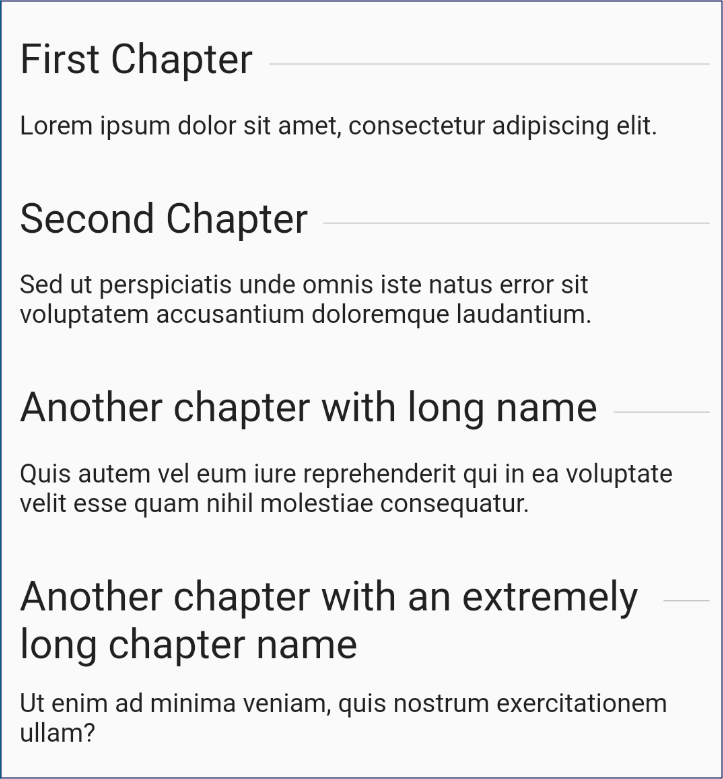 First Chapter
Lorem ipsum dolor sit amet, consectetur adipiscing elit.
Second Chapter
Sed ut perspiciatis unde omnis iste natus error sit
voluptatem accusantium doloremque laudantium.
Another chapter with long name
Quis autem vel eum iure reprehenderit qui in ea voluptate
velit esse quam nihil molestiae consequatur.
Another chapter with an extremely
long chapter name
Ut enim ad minima veniam, quis nostrum exercitationem
ullam?